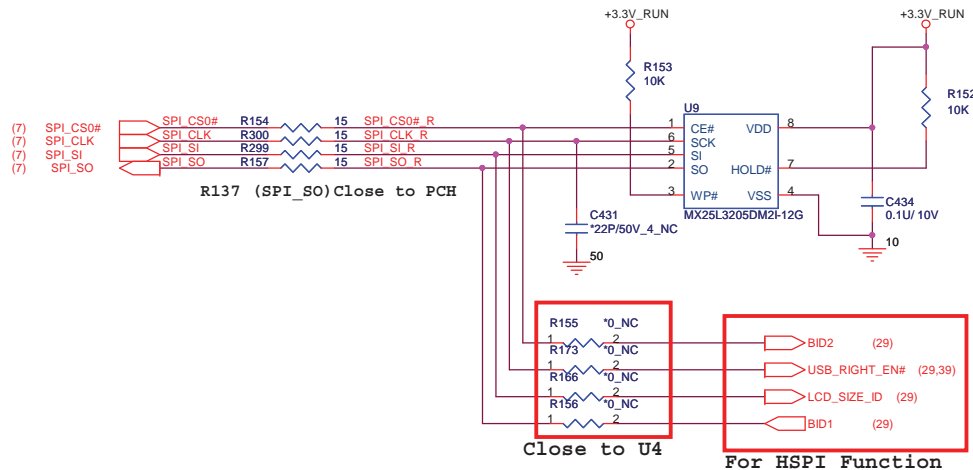 +3.3V_RUN +3.3V_RUN
R153
10K
R152
10K
U9
(7) SPI_CS0# SPI_CS0# R154 15 SPI_CS0#_R 1 CE# VDD 8
(7) SPI_CLK SPI_CLK R300 15 SPI_CLK_R 6 SCK
(7) SPI_SI SPI_SI R299 15 SPI_SI_R 5 SI
(7) SPI_SO SPI_SO R157 15 SPI_SO_R 2 SO HOLD# 7
R137 (SPI_SO)Close to PCH
3 WP# VSS 4
MX25L3205DM2I-12G
C434
0.1U/ 10V
C431
*22P/50V_4_NC
50
10
R155 *0_NC
1 2 BID2 (29)
R173 *0_NC
1 2 USB_RIGHT_EN# (29,39)
R166 *0_NC
1 2 LCD_SIZE_ID (29)
R156 *0_NC
1 2 BID1 (29)
Close to U4
For HSPI Function